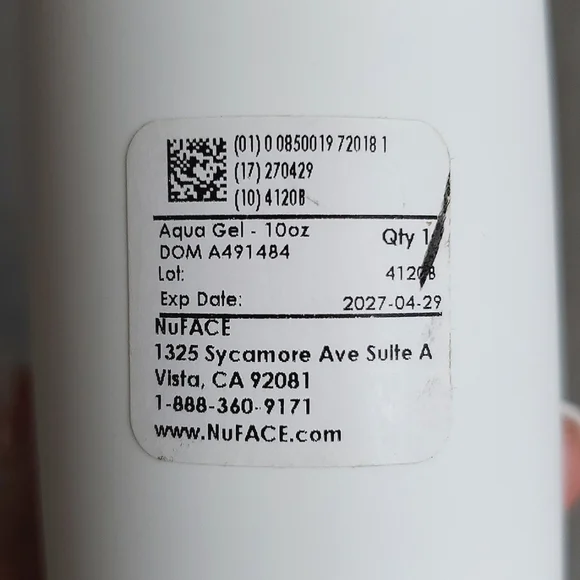 (01) 0 0850019 72018 1
(17) 270429
(10) 4120B
Aqua Gel - 10oz
Qty 1
DOM A491484
Lot: 4120B
Exp Date: 2027-04-29
NuFACE
1325 Sycamore Ave Suite A
Vista, CA 92081
1-888-360-9171
www.NuFACE.com